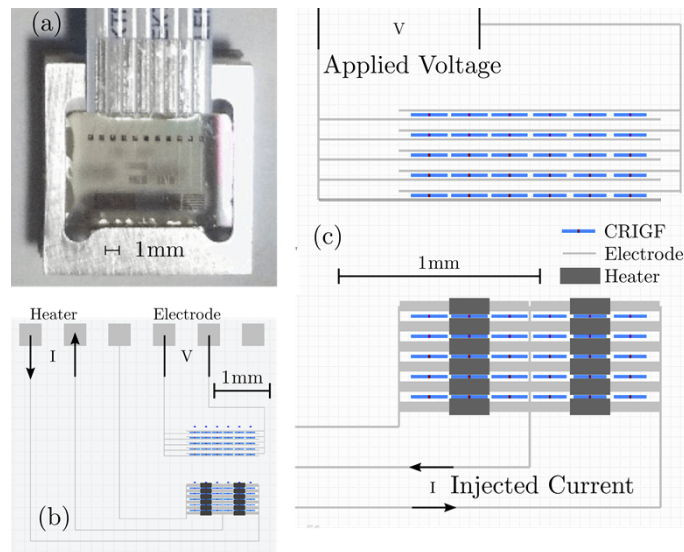 (a)
1mm
V
Applied Voltage
(c)
CRIGF
Electrode
Heater
1mm
Heater
Electrode
I
V
1mm
(b)
I
Injected Current